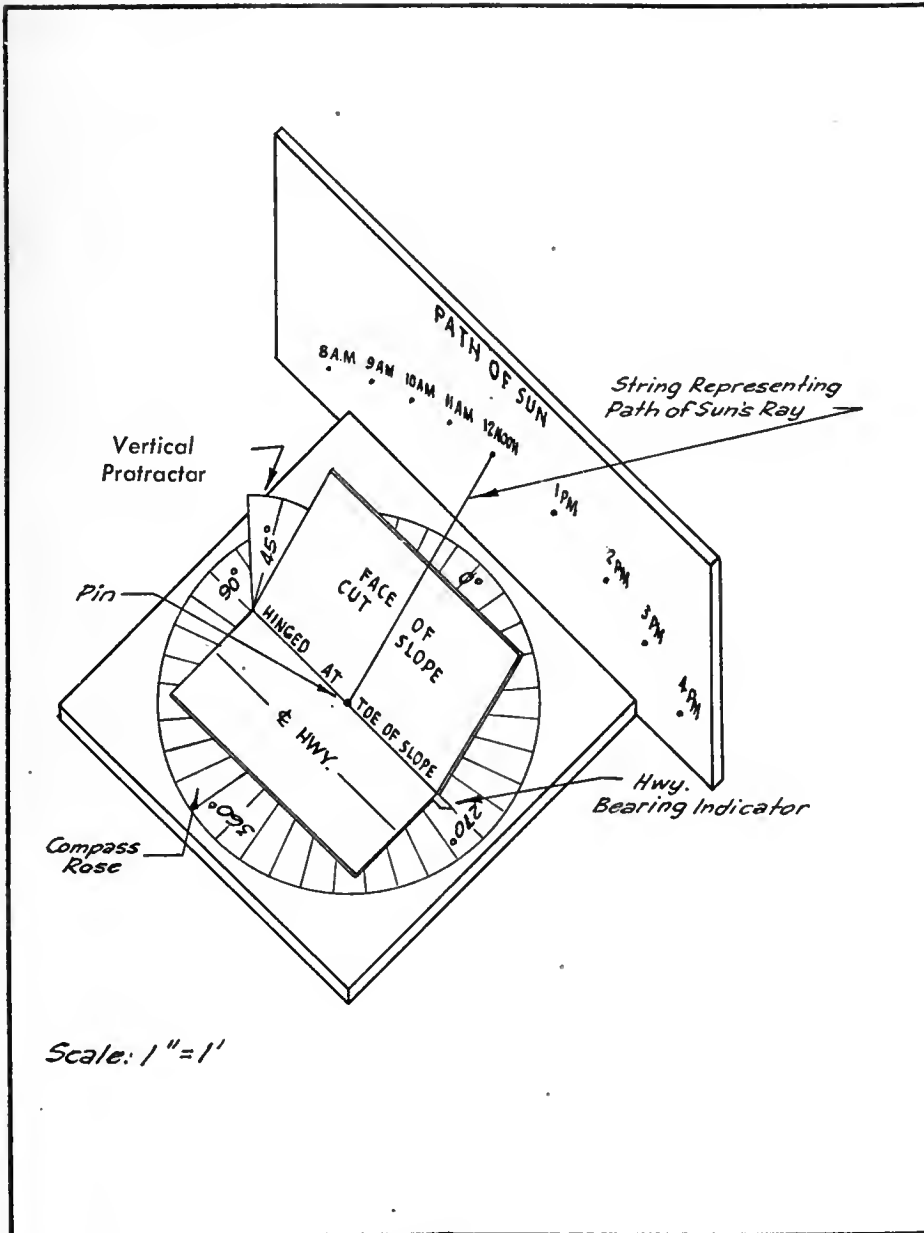 PATH OF SUN
8 A.M 9 AM 10 AM 11 AM 12 NOON
1 PM
2 PM
3 PM
4 PM
String Representing
Path of Sun's Ray
Vertical
Protractar
45°
90°
φ°
Pin
FACE OF
CUT SLOPE
HINGED AT TOE OF SLOPE
℄ HWY.
Hwy.
Bearing Indicator
270°
360°
Compass
Rose
Scale: 1"=1'